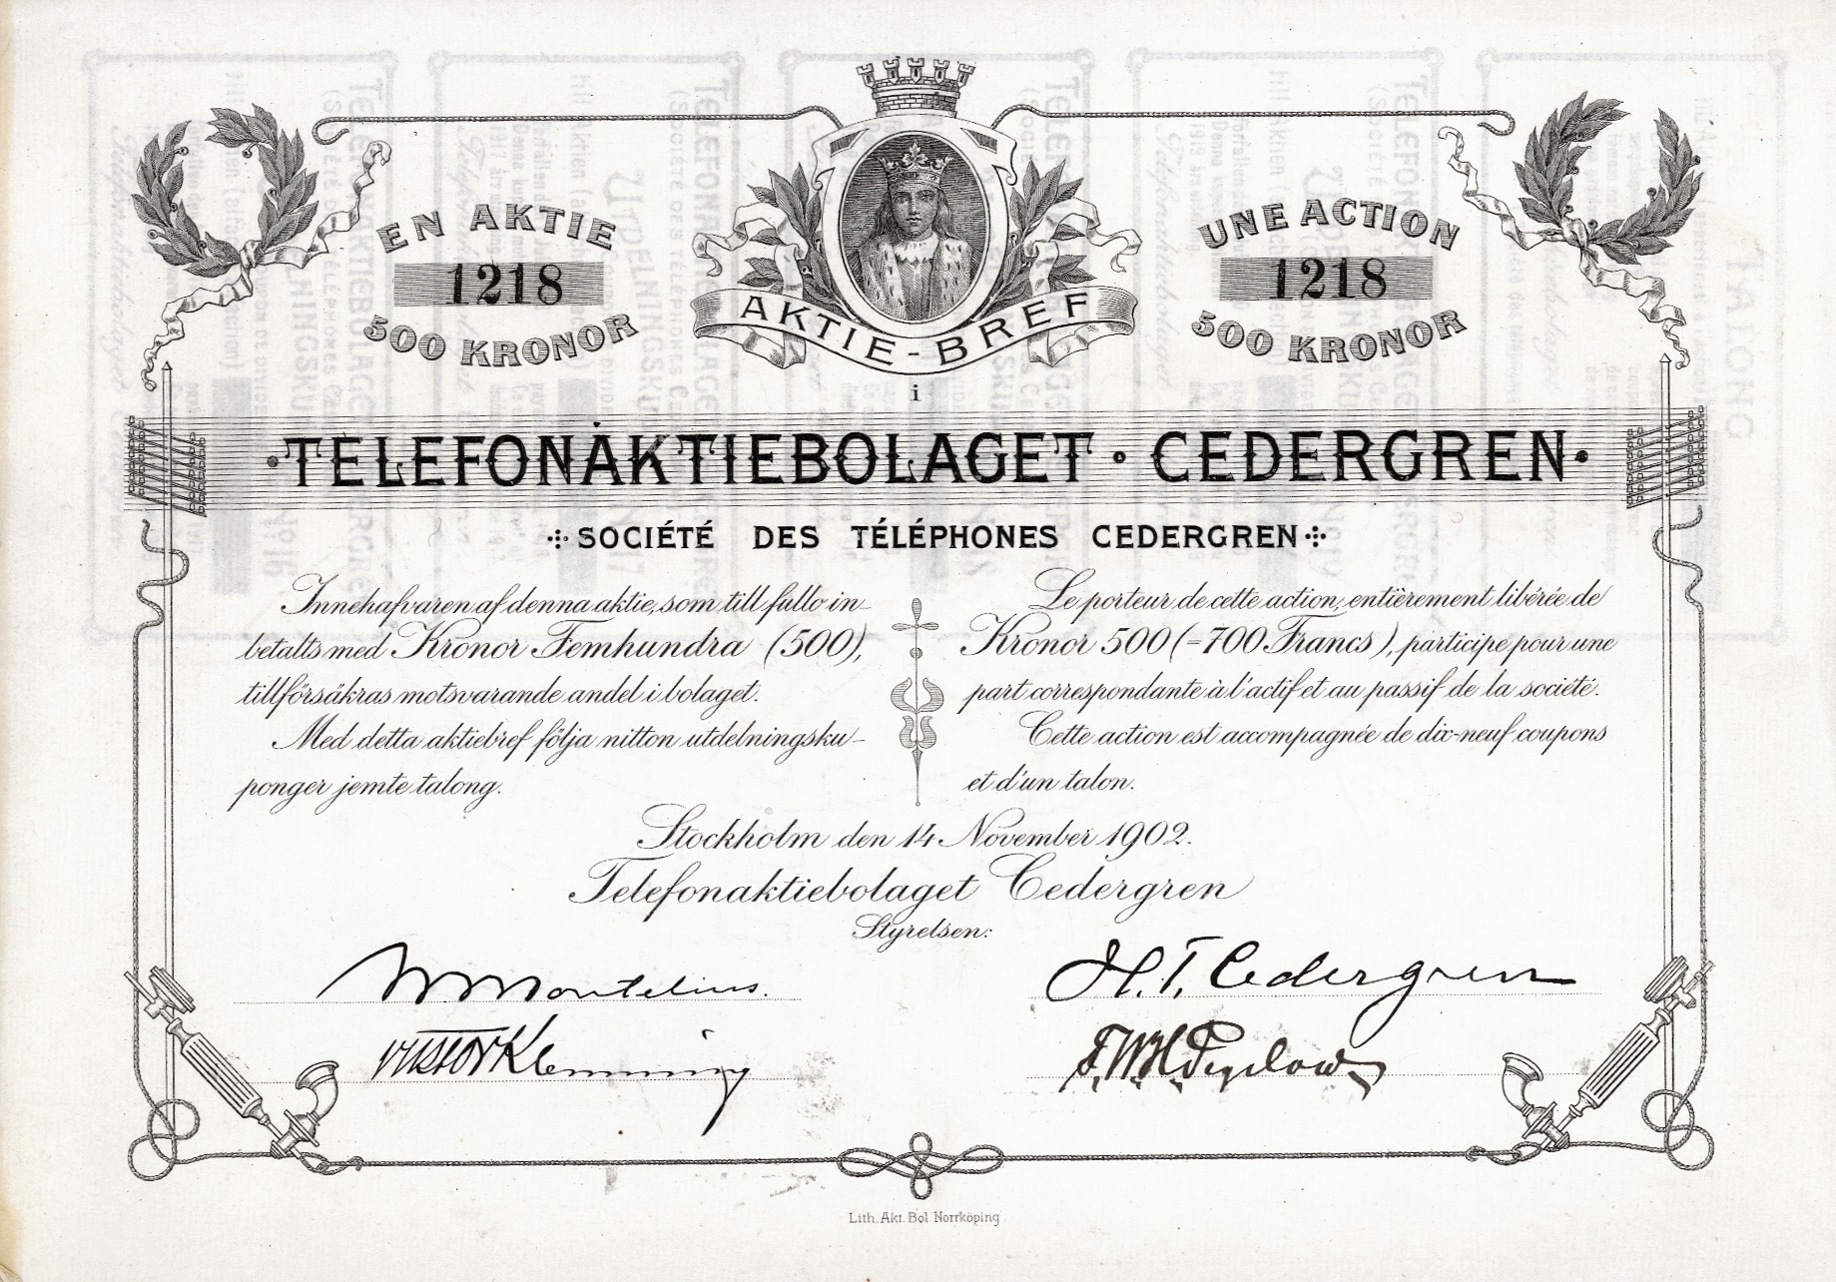 EN AKTIE
1218
500 KRONOR
AKTIE-BREF
UNE ACTION
1218
500 KRONOR
i
·TELEFONAKTIEBOLAGET · CEDERGREN·
SOCIÉTÉ DES TÉLÉPHONES CEDERGREN
Innehafvaren af denna aktie, som till fullo in-
betalts med Kronor Femhundra (500),
tillförsäkras motsvarande andel i bolaget.
Med detta aktiebref följa nitton utdelningsku-
ponger jemte talong.
Le porteur de cette action, entièrement libérée de
Kronor 500 (=700 Francs), participe pour une
part correspondante à l'actif et au passif de la société.
Cette action est accompagnée de dix-neuf coupons
et d'un talon.
Stockholm den 14 November 1902.
Telefonaktiebolaget Cedergren
Styrelsen:
Montelius.
H. T. Cedergren
Viktor Klemming
Lith. Akt. Bol. Norrköping